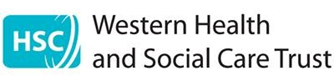 HSC
Western Health
and Social Care Trust